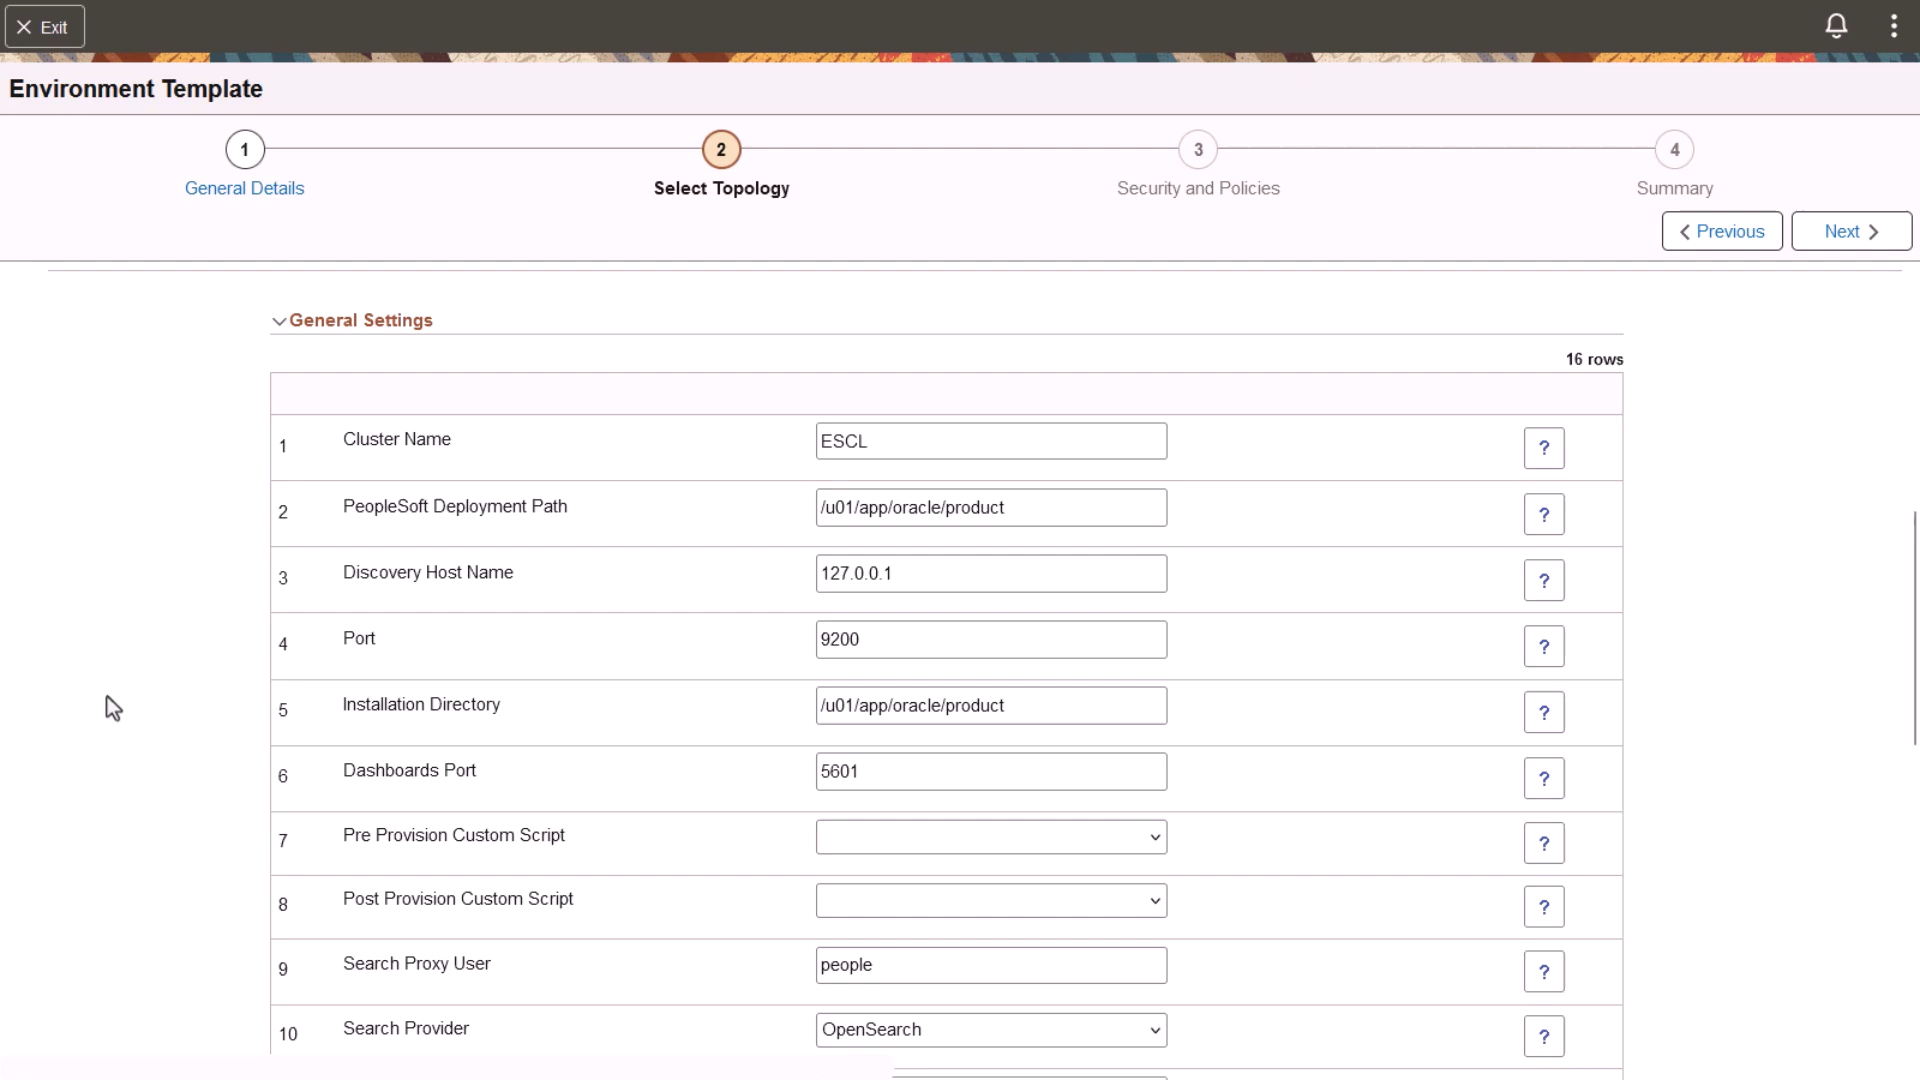 Exit
Environment Template
1
2
3
4
General Details
Select Topology
Security and Policies
Summary
Previous
Next
General Settings
16 rows
1 Cluster Name ESCL ?
2 PeopleSoft Deployment Path /u01/app/oracle/product ?
3 Discovery Host Name 127.0.0.1 ?
4 Port 9200 ?
5 Installation Directory /u01/app/oracle/product ?
6 Dashboards Port 5601 ?
7 Pre Provision Custom Script ?
8 Post Provision Custom Script ?
9 Search Proxy User people ?
10 Search Provider OpenSearch ?